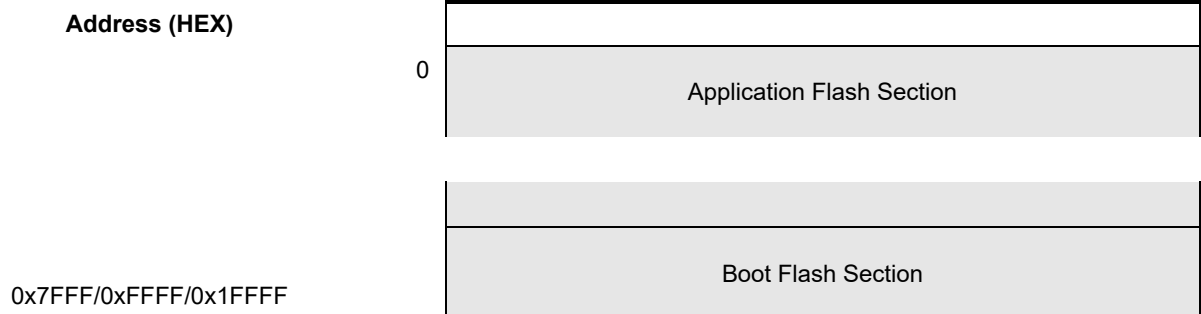 Address (HEX)
0
Application Flash Section
Boot Flash Section
0x7FFF/0xFFFF/0x1FFFF